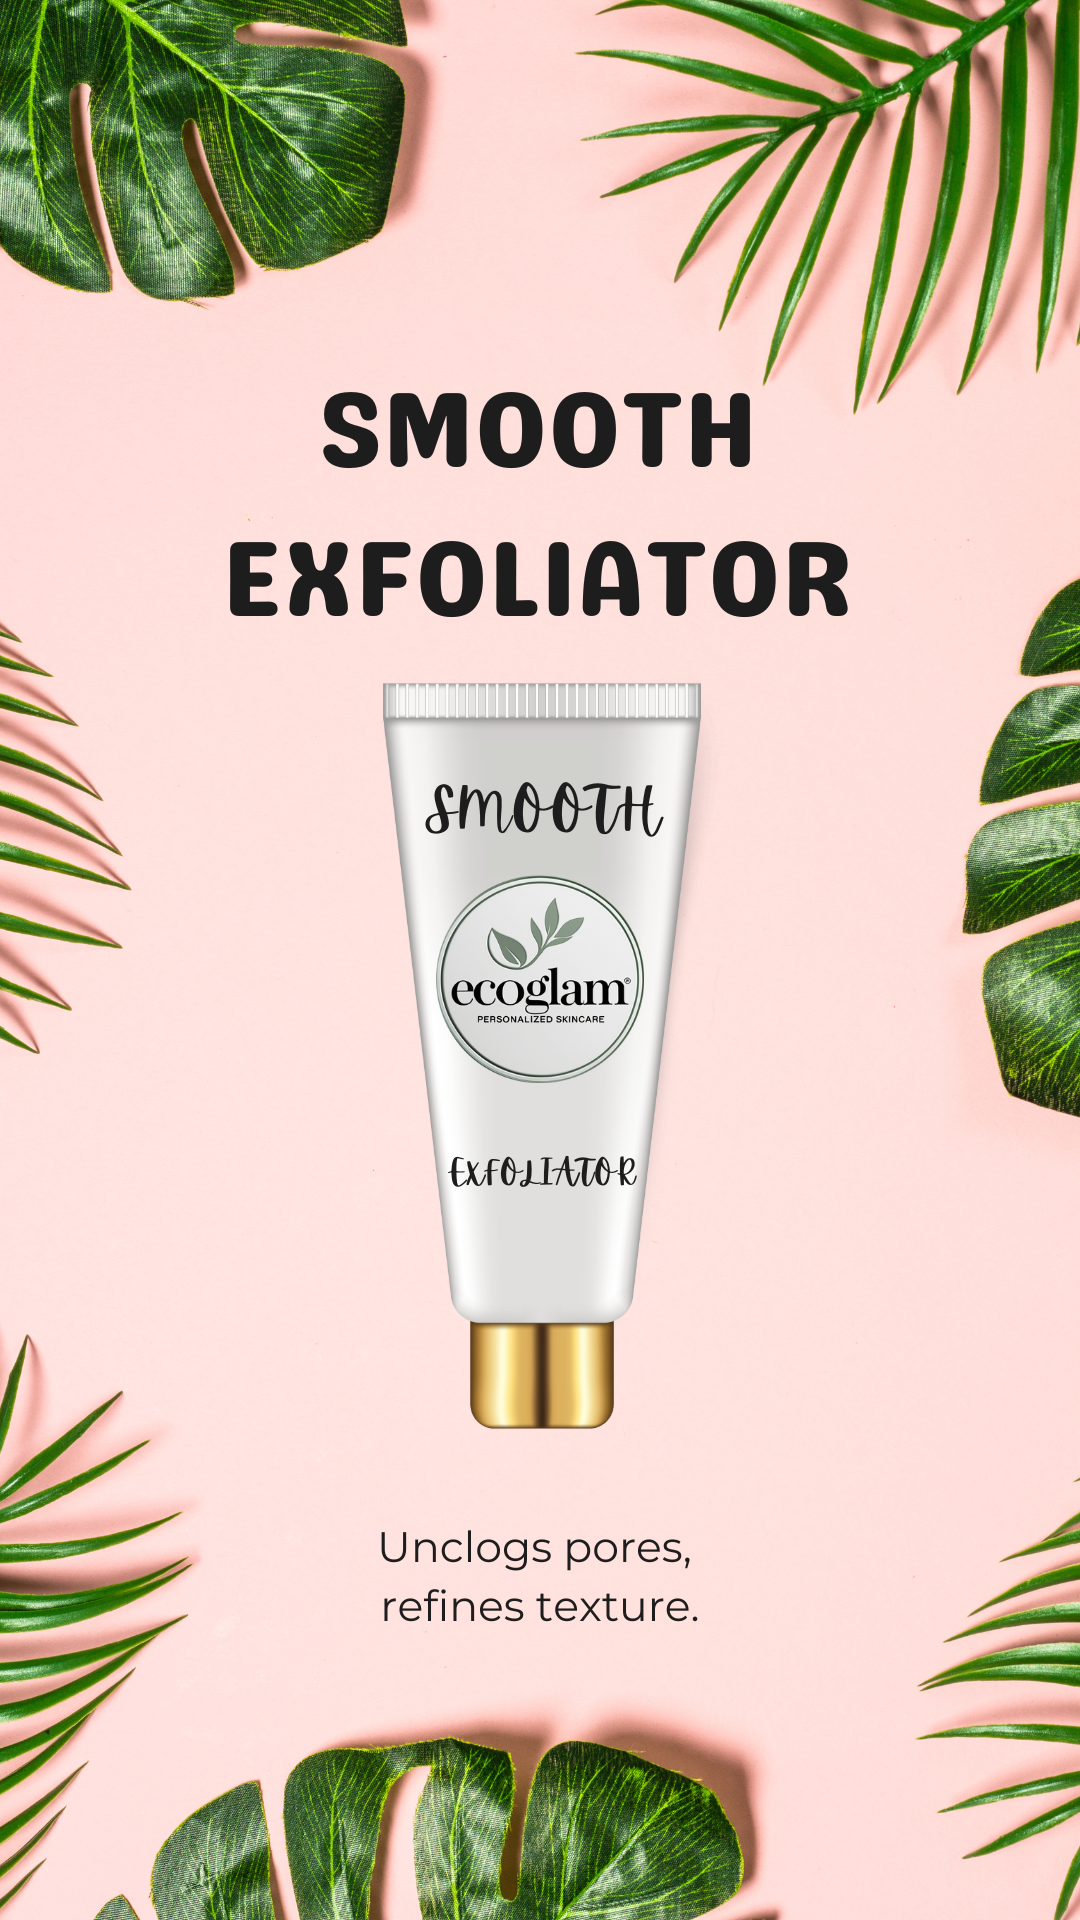 SMOOTH
EXFOLIATOR
SMOOTH
ecoglam®
PERSONALIZED SKINCARE
EXFOLIATOR
Unclogs pores,
refines texture.